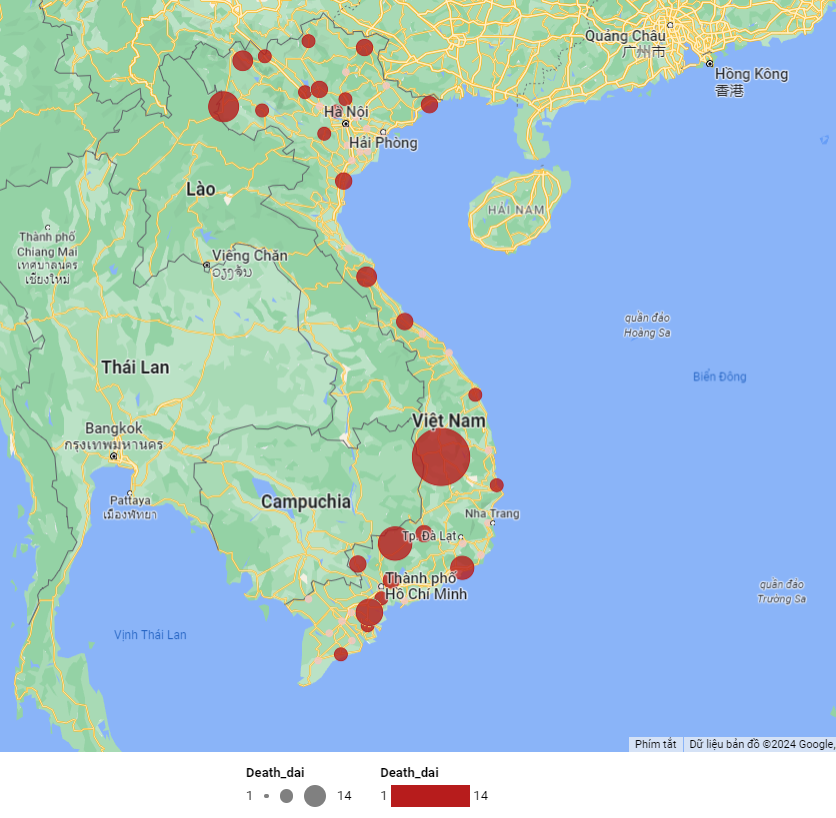 Quảng Châu
广州市
Hồng Kông
香港
Hà Nội
Hải Phòng
Lào
HẢI NAM
Thành phố
Chiang Mai
เทศบาลนคร
เชียงใหม่
Viêng Chăn
ວຽງຈັນ
quần đảo
Hoàng Sa
Thái Lan
Biển Đông
Việt Nam
Bangkok
กรุงเทพมหานคร
Campuchia
Pattaya
เมืองพัทยา
Nha Trang
Tp. Đà Lạt
Thành phố
Hồ Chí Minh
quần đảo
Trường Sa
Vịnh Thái Lan
Phím tắt
Dữ liệu bản đồ ©2024 Google,
Death_dai Death_dai
1 14 1 14